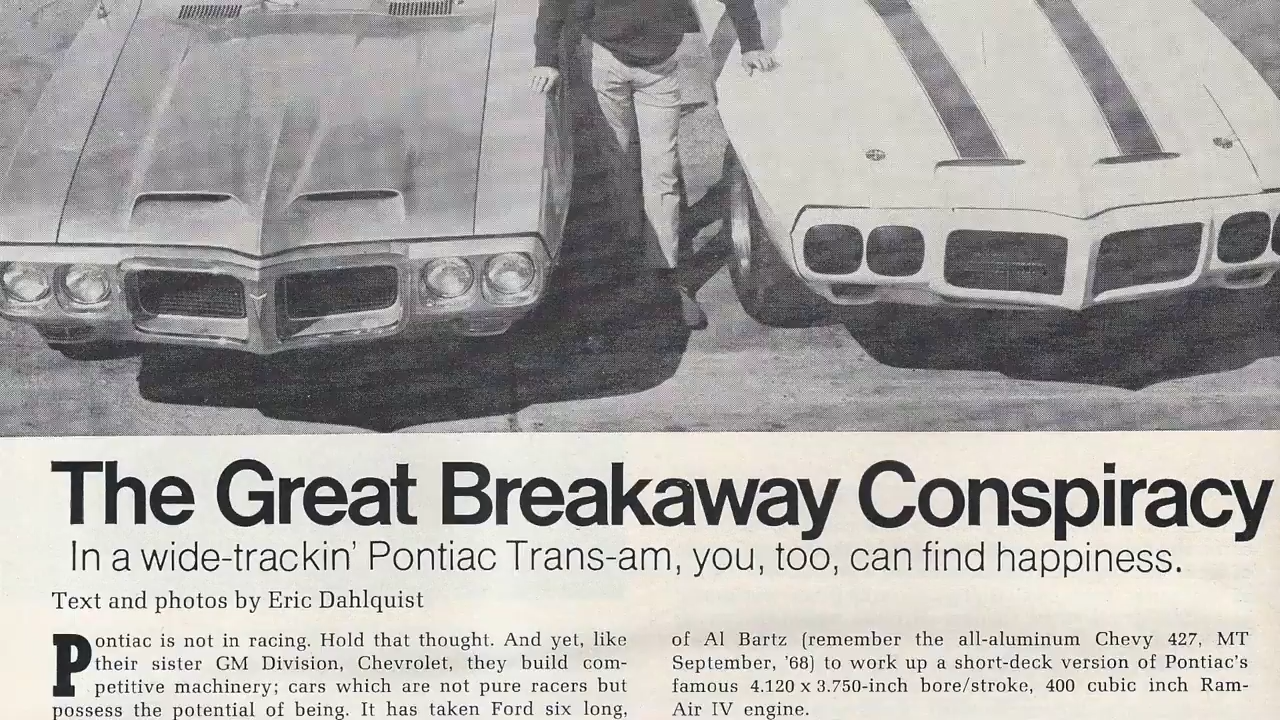 The Great Breakaway Conspiracy
In a wide-trackin' Pontiac Trans-am, you, too, can find happiness.
Text and photos by Eric Dahlquist
Pontiac is not in racing. Hold that thought. And yet, like
their sister GM Division, Chevrolet, they build com-
petitive machinery; cars which are not pure racers but
possess the potential of being. It has taken Ford six long,
of Al Bartz (remember the all-aluminum Chevy 427, MT
September, '68) to work up a short-deck version of Pontiac's
famous 4.120 x 3.750-inch bore/stroke, 400 cubic inch Ram-
Air IV engine.